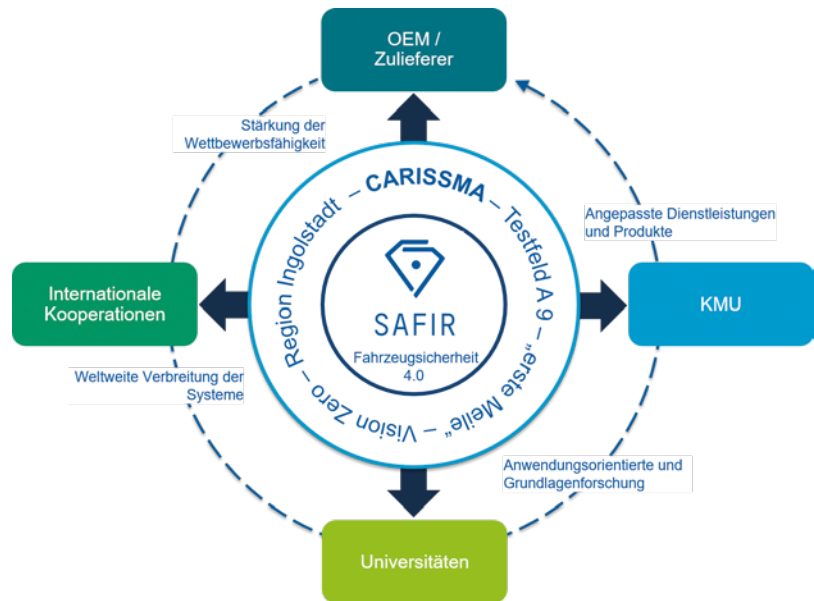 OEM /
Zulieferer
Stärkung der
Wettbewerbsfähigkeit
Angepasste Dienstleistungen
und Produkte
Region Ingolstadt – CARISSMA – Testfeld A 9 – „erste Meile“ – Vision Zero –
SAFIR
Fahrzeugsicherheit
4.0
Internationale
Kooperationen
KMU
Weltweite Verbreitung der
Systeme
Anwendungsorientierte und
Grundlagenforschung
Universitäten